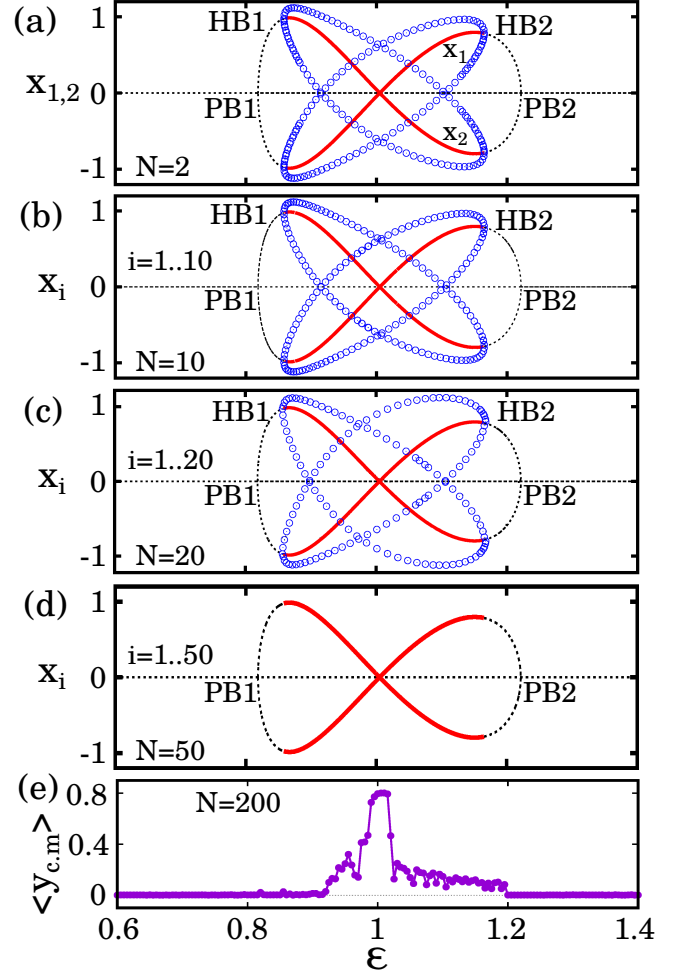 (a)
1
HB1
HB2
x1
x1,2
0
PB1
PB2
x2
-1
N=2
(b)
1
HB1
HB2
i=1..10
xi
0
PB1
PB2
-1
N=10
(c)
1
HB1
HB2
i=1..20
xi
0
PB1
PB2
-1
N=20
(d)
1
i=1..50
xi
0
PB1
PB2
-1
N=50
(e)
0.8
N=200
<yc.m>
0.4
0
0.6
0.8
1
1.2
1.4
ε